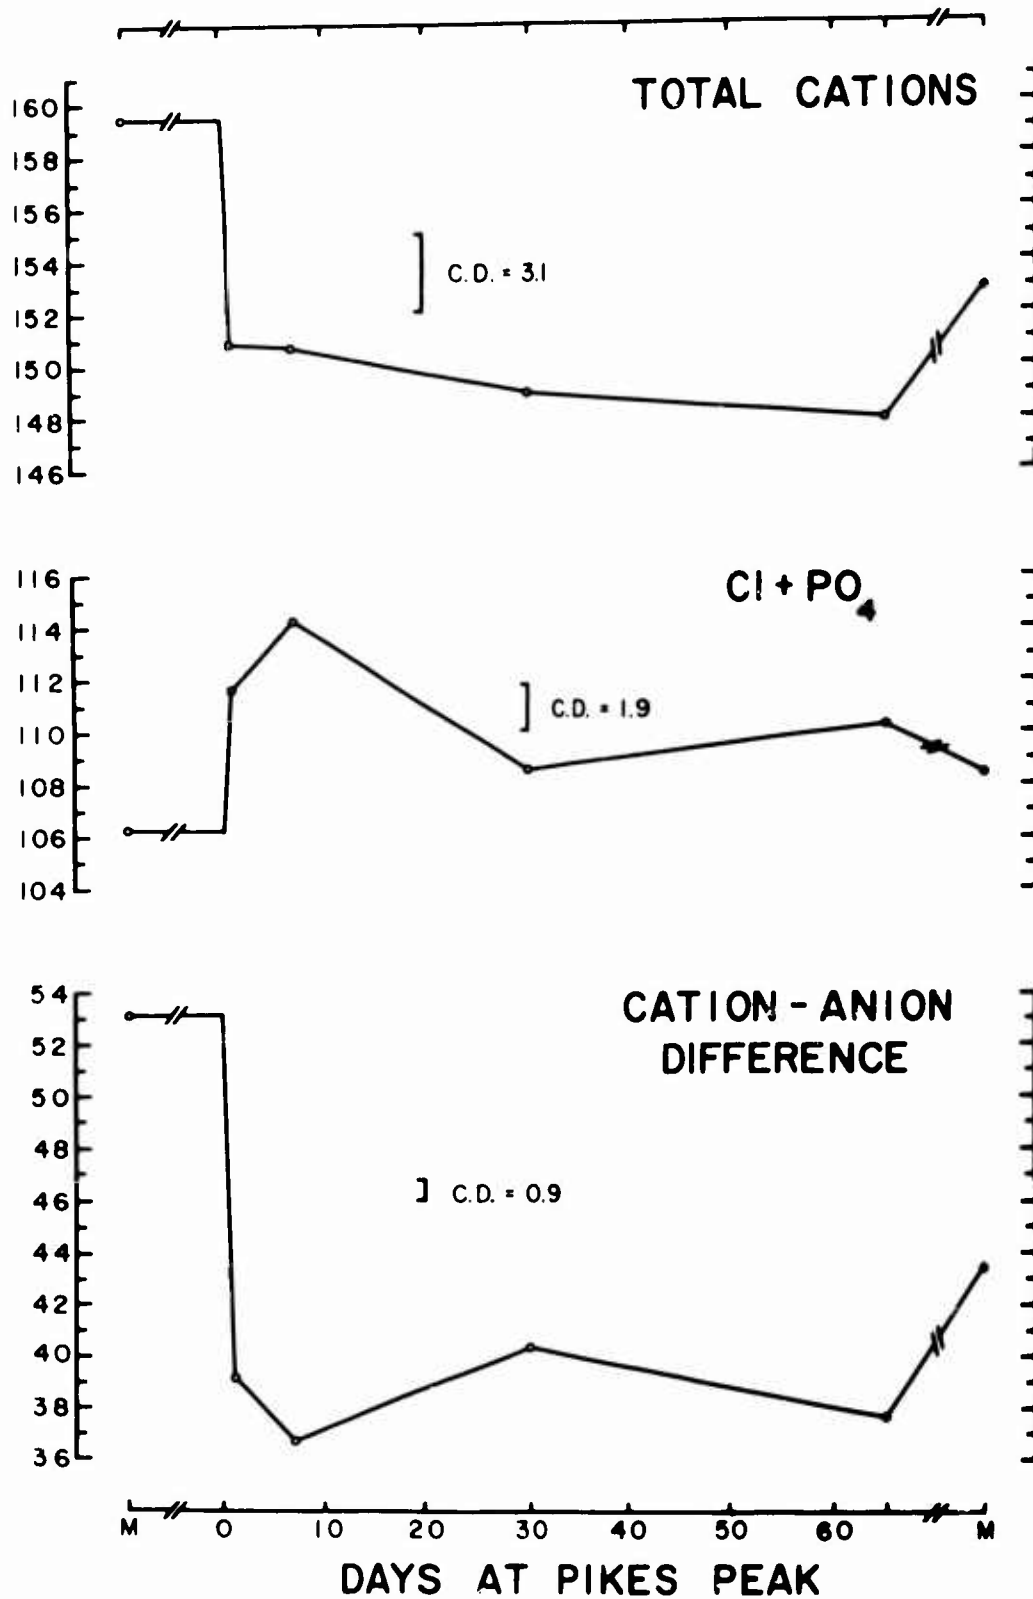 TOTAL CATIONS
160
158
156
154
152
150
148
146
C.D. = 3.1
Cl + PO4
116
114
112
110
108
106
104
C.D. = 1.9
CATION - ANION
DIFFERENCE
54
52
50
48
46
44
42
40
38
36
C.D. = 0.9
M 0 10 20 30 40 50 60 M
DAYS AT PIKES PEAK